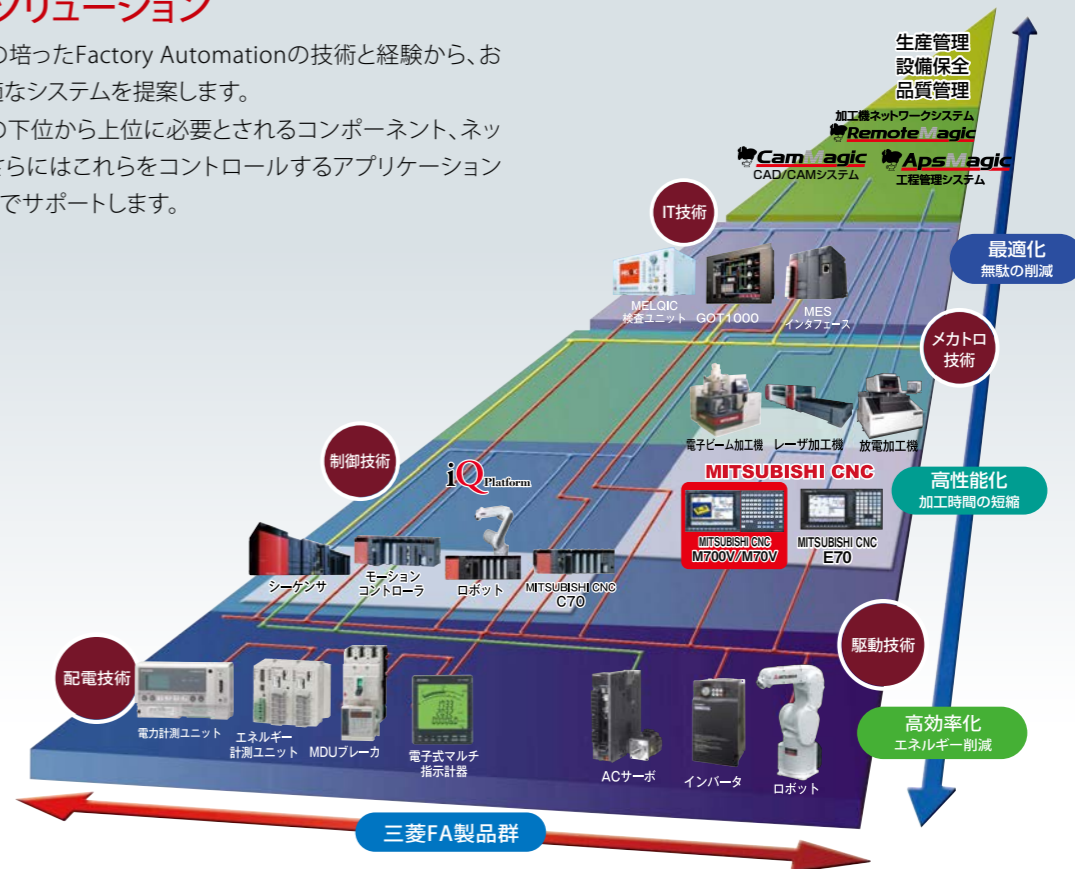 ソリューション
の培ったFactory Automationの技術と経験から、お
適なシステムを提案します。
の下位から上位に必要とされるコンポーネント、ネッ
さらにはこれらをコントロールするアプリケーション
でサポートします。
生産管理
設備保全
品質管理
加工機ネットワークシステム
RemoteMagic
CamMagic
CAD/CAMシステム
ApsMagic
工程管理システム
IT技術
最適化
無駄の削減
MELQIC
検査ユニット
GOT1000
MES
インタフェース
メカトロ
技術
電子ビーム加工機
レーザ加工機
放電加工機
制御技術
iQ Platform
MITSUBISHI CNC
高性能化
加工時間の短縮
MITSUBISHI CNC
M700V/M70V
MITSUBISHI CNC
E70
シーケンサ
モーション
コントローラ
ロボット
MITSUBISHI CNC
C70
配電技術
駆動技術
電力計測ユニット
エネルギー
計測ユニット
MDUブレーカ
電子式マルチ
指示計器
ACサーボ
インバータ
ロボット
高効率化
エネルギー削減
三菱FA製品群